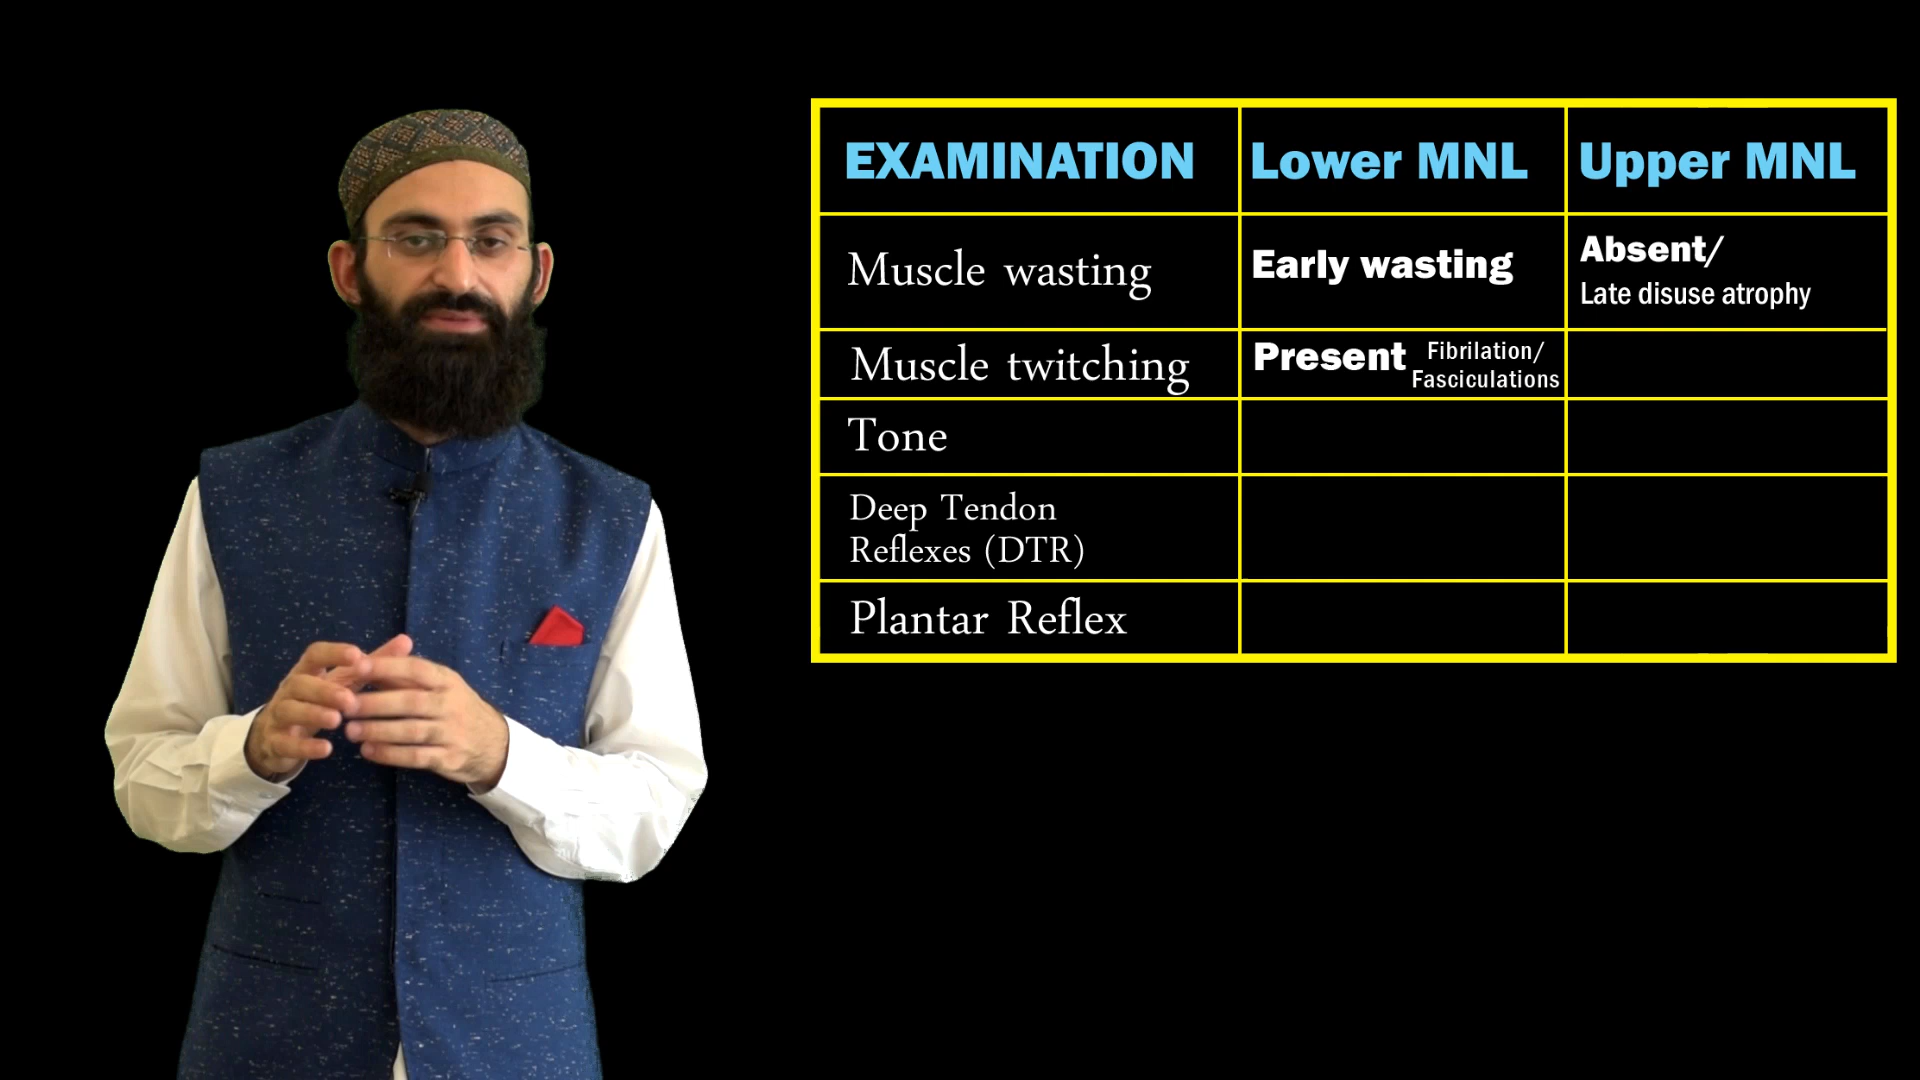 EXAMINATION Lower MNL Upper MNL
Muscle wasting Early wasting Absent/
Late disuse atrophy
Muscle twitching Present Fibrilation/
Fasciculations
Tone
Deep Tendon
Reflexes (DTR)
Plantar Reflex